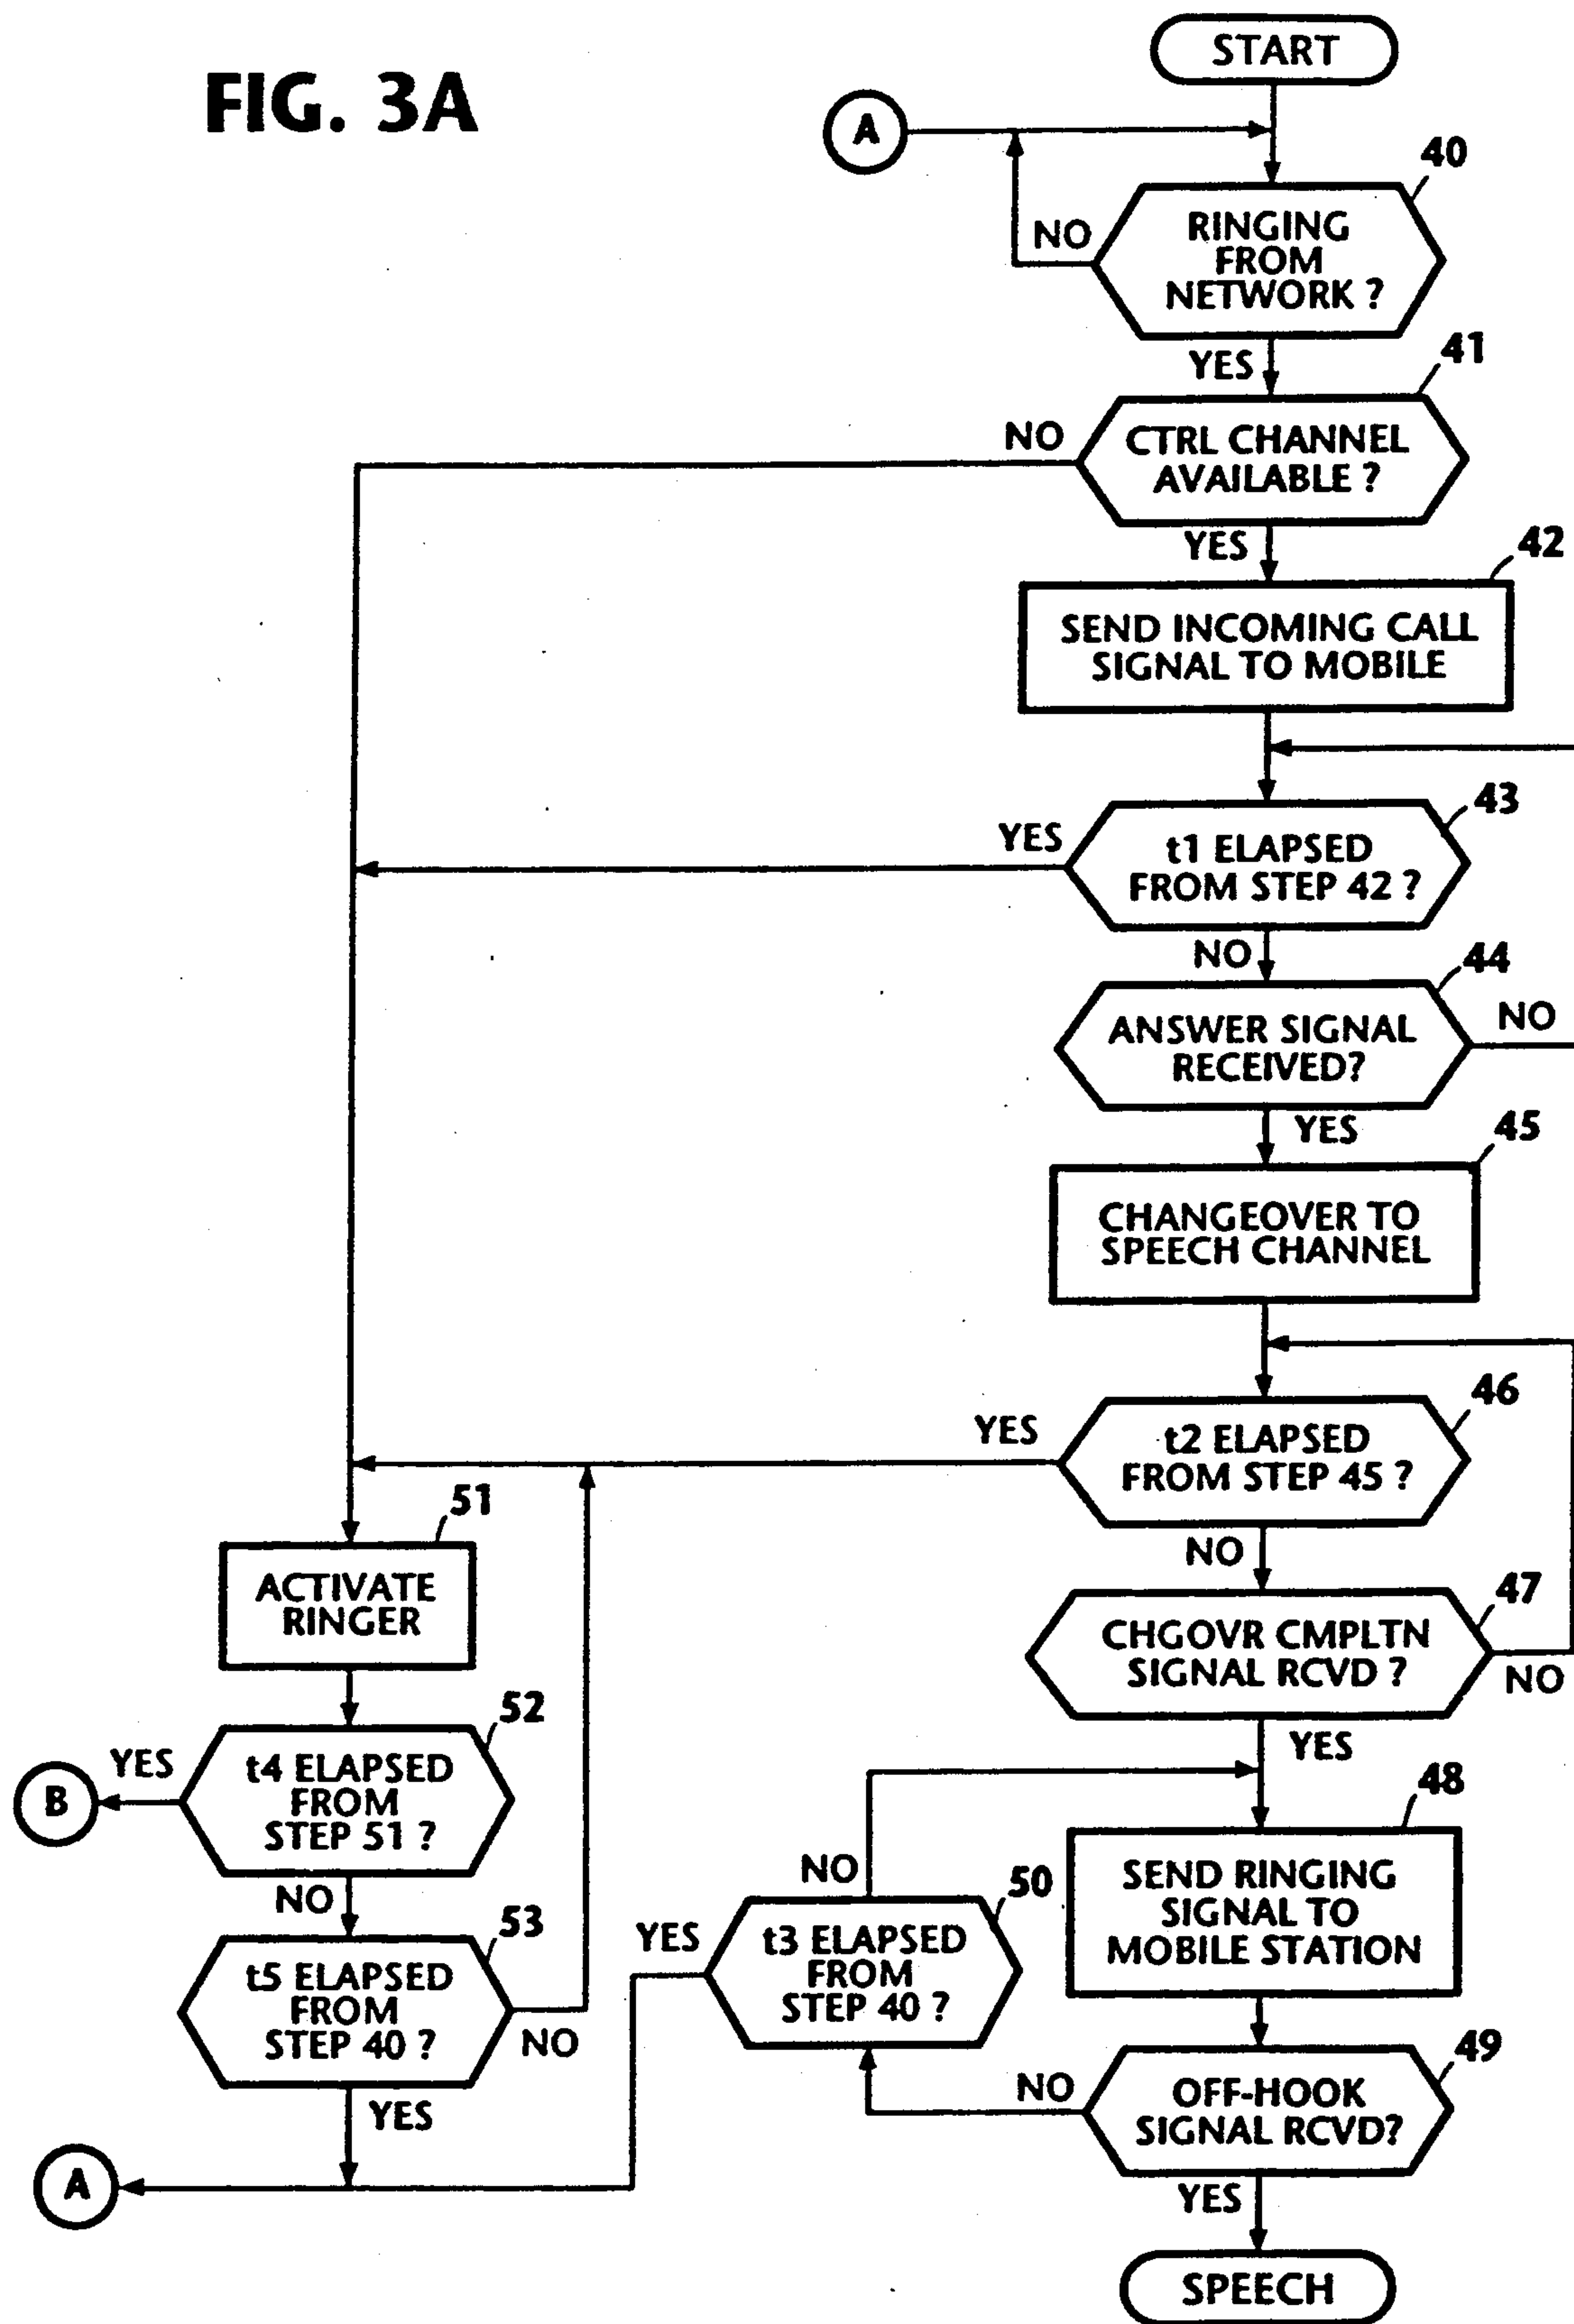 FIG. 3A
START
A
40
RINGING
FROM
NETWORK ?
NO
YES
41
CTRL CHANNEL
AVAILABLE ?
NO
YES
42
SEND INCOMING CALL
SIGNAL TO MOBILE
43
t1 ELAPSED
FROM STEP 42 ?
YES
NO
44
ANSWER SIGNAL
RECEIVED?
NO
YES
45
CHANGEOVER TO
SPEECH CHANNEL
46
t2 ELAPSED
FROM STEP 45 ?
YES
NO
47
CHGOVR CMPLTN
SIGNAL RCVD ?
NO
YES
48
SEND RINGING
SIGNAL TO
MOBILE STATION
49
OFF-HOOK
SIGNAL RCVD?
NO
YES
SPEECH
50
t3 ELAPSED
FROM
STEP 40 ?
NO
YES
51
ACTIVATE
RINGER
52
t4 ELAPSED
FROM
STEP 51 ?
YES
B
NO
53
t5 ELAPSED
FROM
STEP 40 ?
NO
YES
A